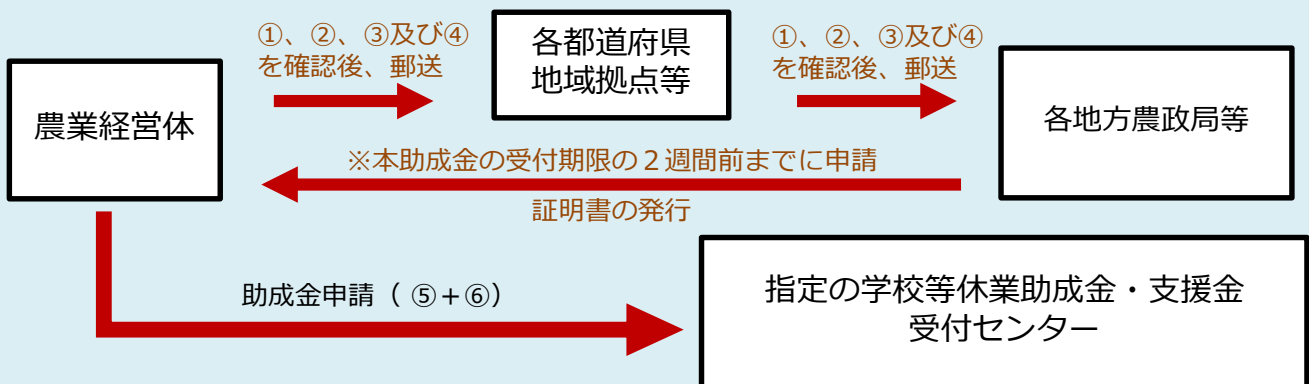 ①、②、③及び④
を確認後、郵送
各都道府県
地域拠点等
①、②、③及び④
を確認後、郵送
農業経営体
各地方農政局等
※本助成金の受付期限の２週間前までに申請
証明書の発行
助成金申請（ ⑤＋⑥）
指定の学校等休業助成金・支援金
受付センター